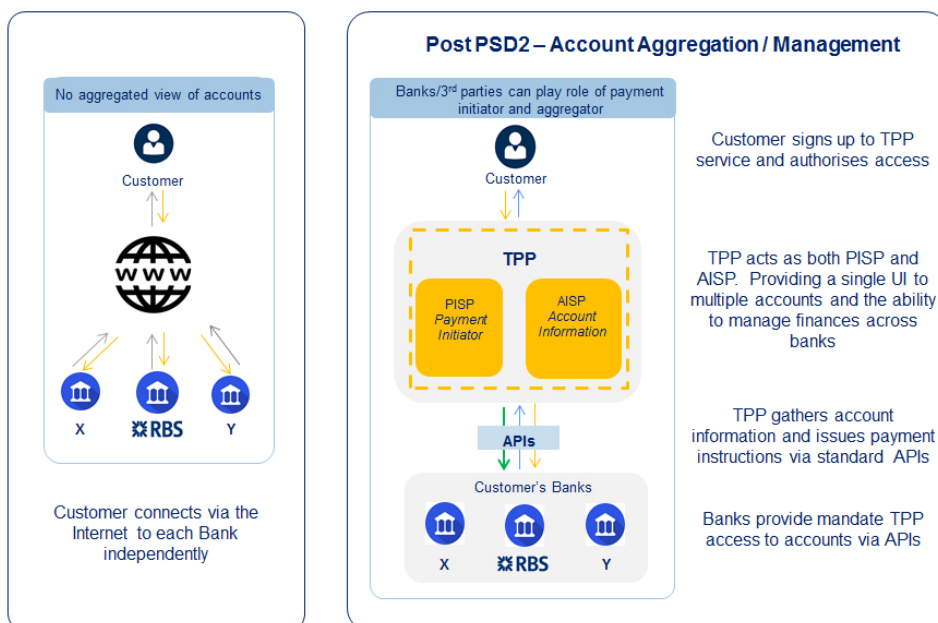 No aggregated view of accounts
Customer
WWW
X
RBS
Y
Customer connects via the
Internet to each Bank
independently
Post PSD2 – Account Aggregation / Management
Banks/3rd parties can play role of payment
initiator and aggregator
Customer
TPP
PISP
Payment
Initiator
AISP
Account
Information
APIs
Customer's Banks
X
RBS
Y
Customer signs up to TPP
service and authorises access
TPP acts as both PISP and
AISP. Providing a single UI to
multiple accounts and the ability
to manage finances across
banks
TPP gathers account
information and issues payment
instructions via standard APIs
Banks provide mandate TPP
access to accounts via APIs